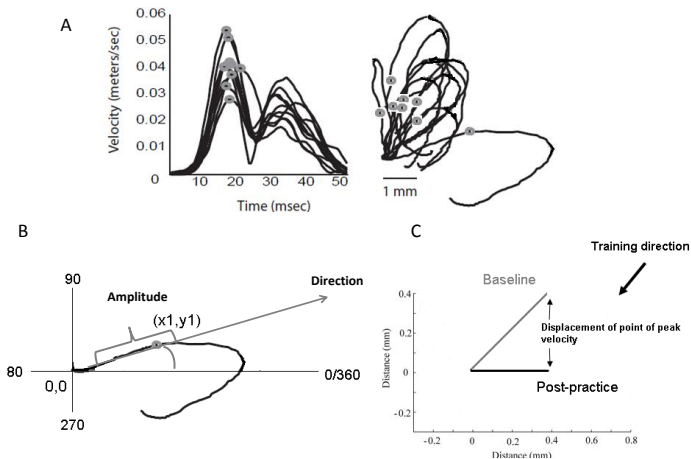 A
0.06
0.05
0.04
0.03
0.02
0.01
0
Velocity (meters/sec)
10 20 30 40 50
Time (msec)
1 mm
B
90
Amplitude
Direction
(x1,y1)
80
0,0
0/360
270
C
Training direction
Baseline
0.4
0.2
0
-0.2
Distance (mm)
Displacement of point of peak
velocity
Post-practice
-0.2 0 0.2 0.4 0.6 0.8
Distance (mm)